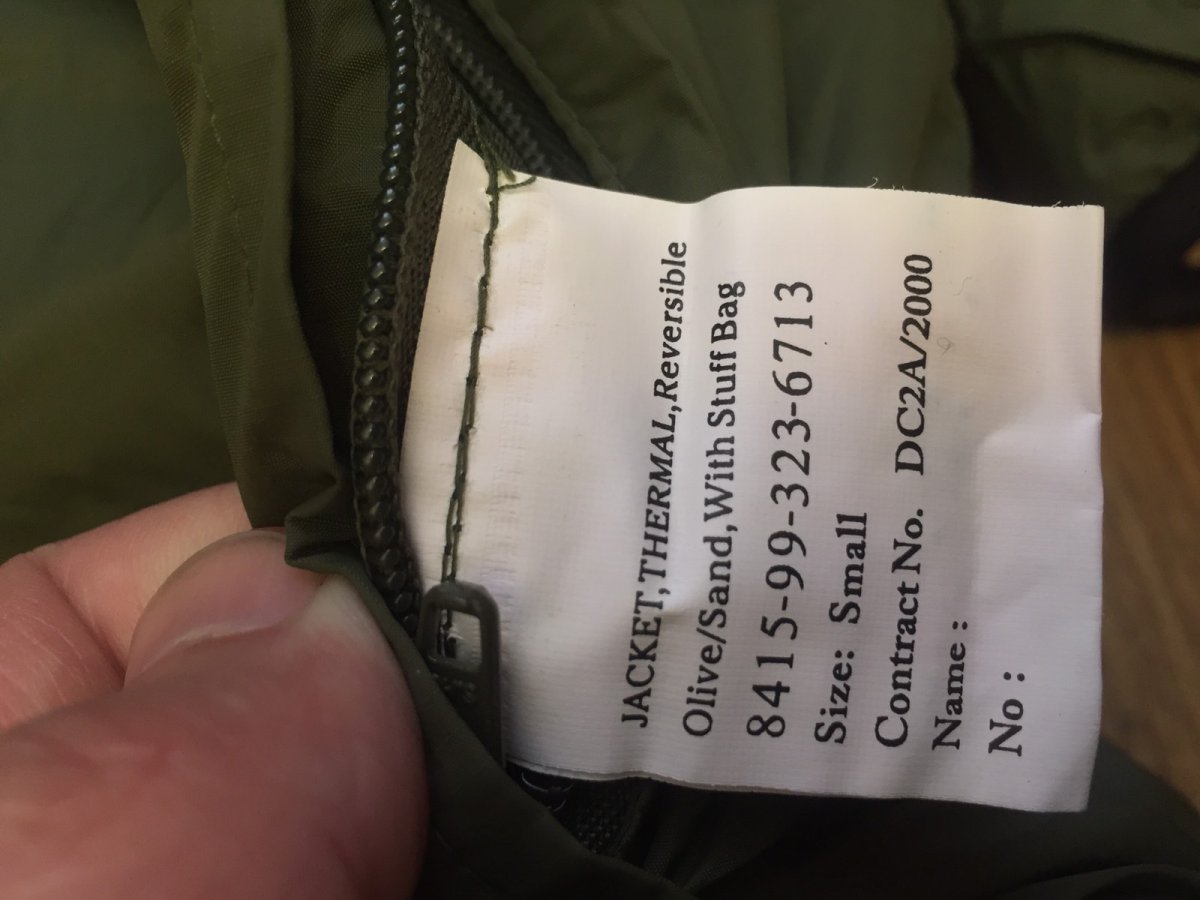 JACKET, THERMAL, Reversible
Olive/Sand, With Stuff Bag
8415-99-323-6713
Size: Small
Contract No. DC2A/2000
Name :
No :